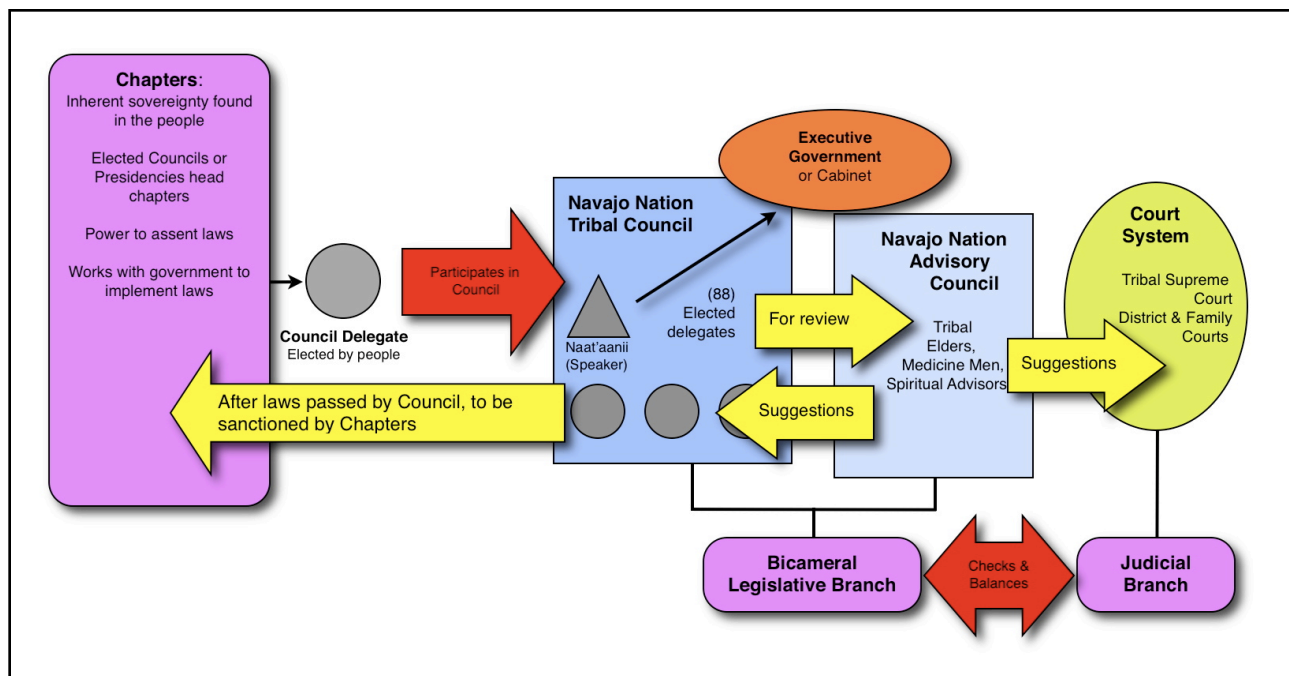 Chapters:
Inherent sovereignty found
in the people
Elected Councils or
Presidencies head
chapters
Power to assent laws
Works with government to
implement laws
Council Delegate
Elected by people
Participates in
Council
After laws passed by Council, to be
sanctioned by Chapters
Navajo Nation
Tribal Council
(88)
Elected
delegates
Naat'aanii
(Speaker)
Executive
Government
or Cabinet
For review
Suggestions
Navajo Nation
Advisory
Council
Tribal
Elders,
Medicine Men,
Spiritual Advisors
Suggestions
Court
System
Tribal Supreme
Court
District & Family
Courts
Bicameral
Legislative Branch
Checks &
Balances
Judicial
Branch